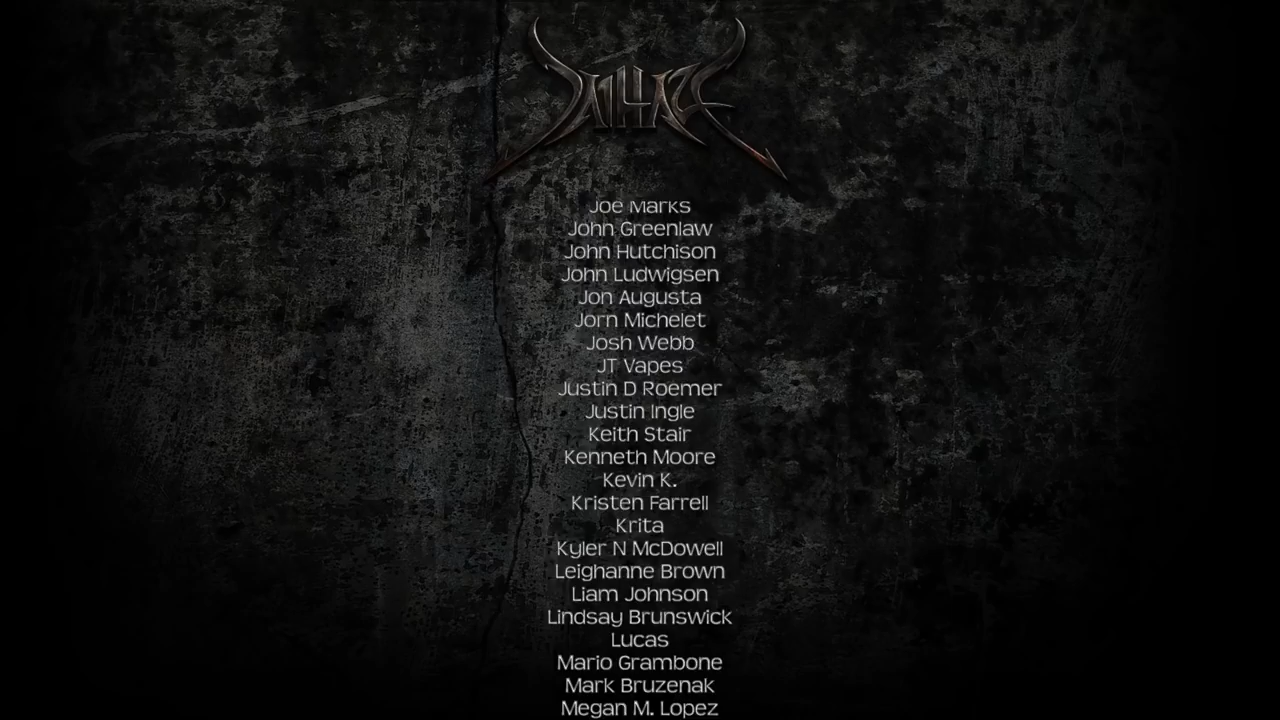 Joe Marks
John Greenlaw
John Hutchison
John Ludwigsen
Jon Augusta
Jorn Michelet
Josh Webb
JT Vapes
Justin D Roemer
Justin Ingle
Keith Stair
Kenneth Moore
Kevin K.
Kristen Farrell
Krita
Kyler N McDowell
Leighanne Brown
Liam Johnson
Lindsay Brunswick
Lucas
Mario Grambone
Mark Bruzenak
Megan M. Lopez